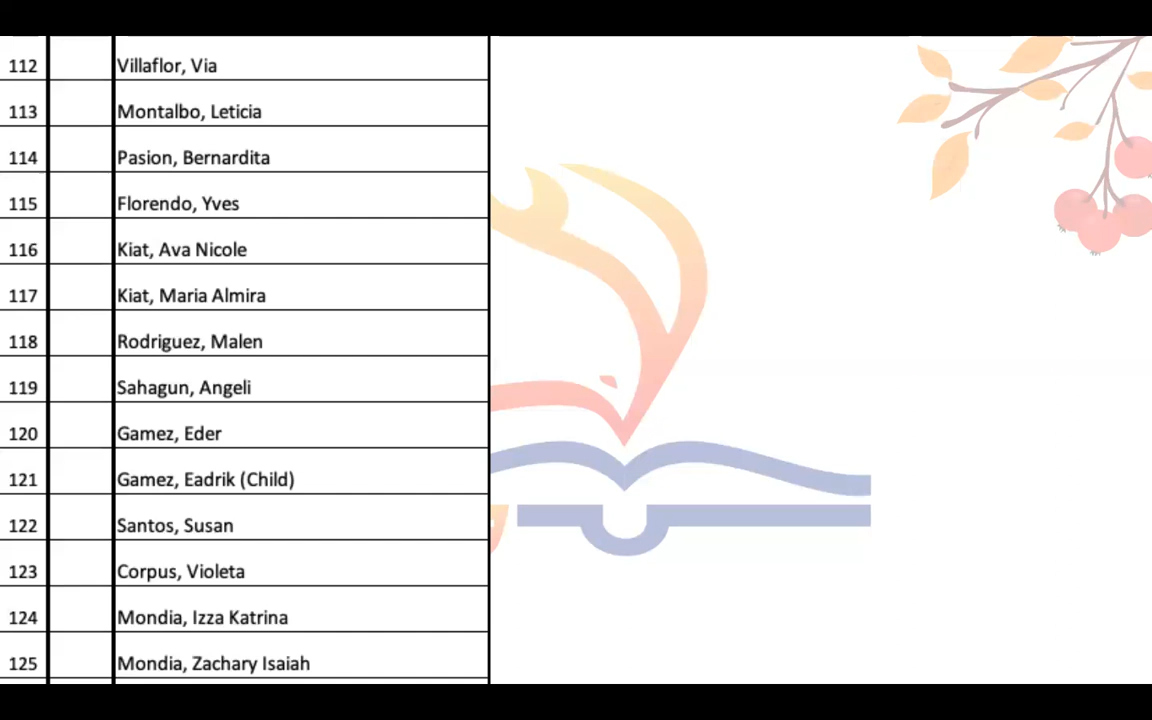 112 Villaflor, Via
113 Montalbo, Leticia
114 Pasion, Bernardita
115 Florendo, Yves
116 Kiat, Ava Nicole
117 Kiat, Maria Almira
118 Rodriguez, Malen
119 Sahagun, Angeli
120 Gamez, Eder
121 Gamez, Eadrik (Child)
122 Santos, Susan
123 Corpus, Violeta
124 Mondia, Izza Katrina
125 Mondia, Zachary Isaiah